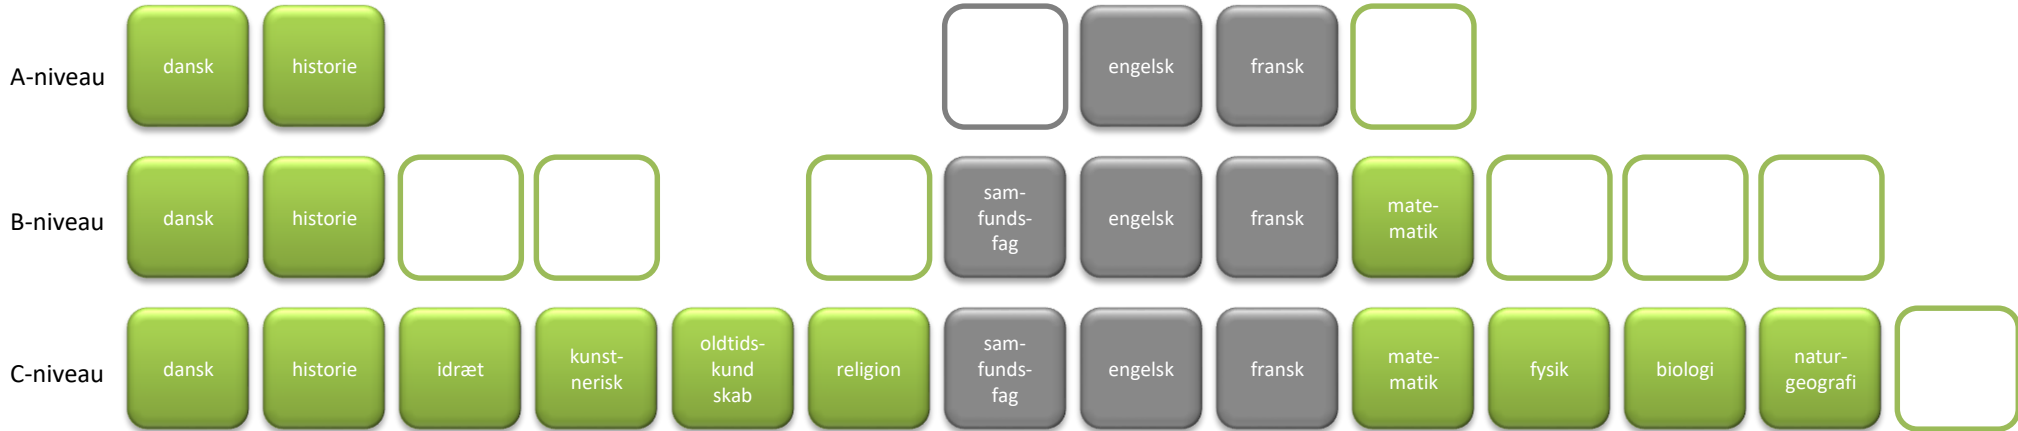 A-niveau
dansk
historie
engelsk
fransk
B-niveau
dansk
historie
sam-
funds-
fag
engelsk
fransk
mate-
matik
C-niveau
dansk
historie
idræt
kunst-
nerisk
oldtids-
kund
skab
religion
sam-
funds-
fag
engelsk
fransk
mate-
matik
fysik
biologi
natur-
geografi